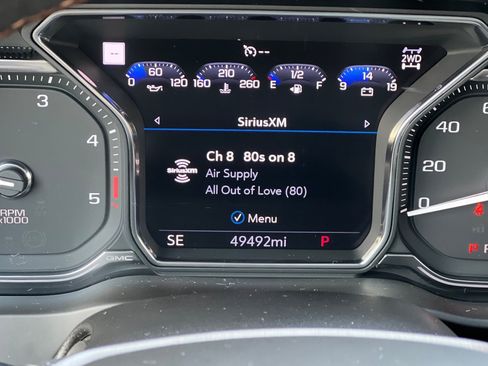 --
--
2WD
0 60 120
160 210 260
E 1/2 F
9 14 19
SiriusXM
Ch 8 80s on 8
SiriusXM
Air Supply
All Out of Love (80)
Menu
SE 49492mi P
3
4
5
RPM
x1000
GMC
60
40
20
0
P